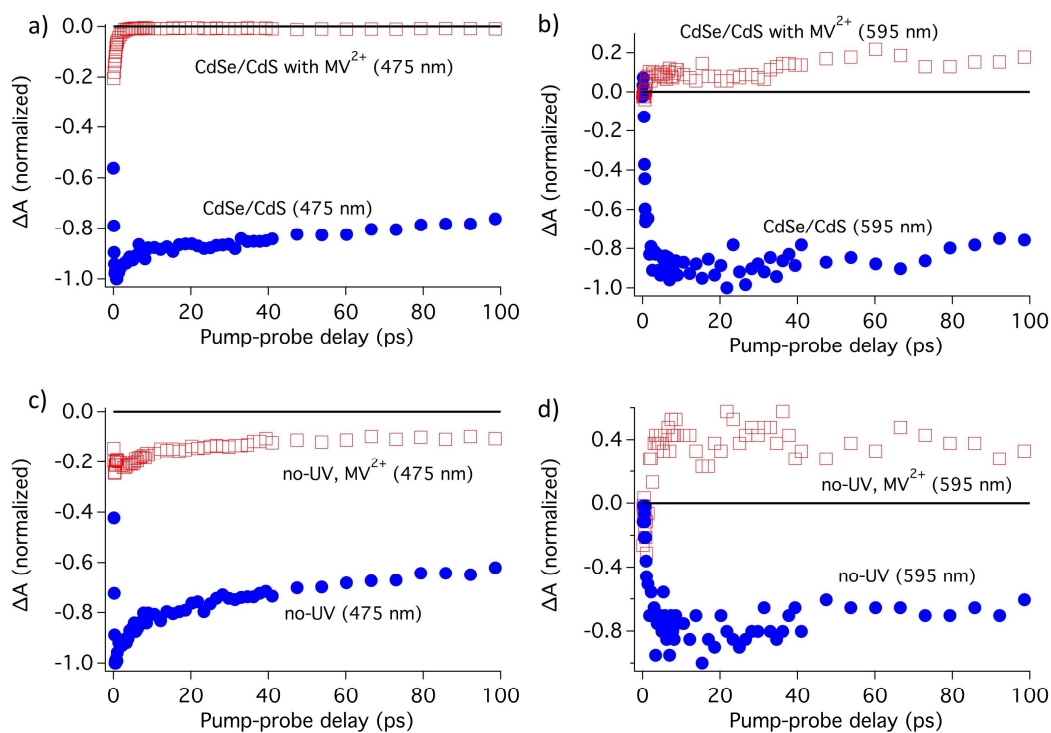 a)
0.0
-0.2
-0.4
-0.6
-0.8
-1.0
ΔA (normalized)
CdSe/CdS with MV2+ (475 nm)
CdSe/CdS (475 nm)
0 20 40 60 80 100
Pump-probe delay (ps)
b)
0.2
0.0
-0.2
-0.4
-0.6
-0.8
-1.0
ΔA (normalized)
CdSe/CdS with MV2+ (595 nm)
CdSe/CdS (595 nm)
0 20 40 60 80 100
Pump-probe delay (ps)
c)
0.0
-0.2
-0.4
-0.6
-0.8
-1.0
ΔA (normalized)
no-UV, MV2+ (475 nm)
no-UV (475 nm)
0 20 40 60 80 100
Pump-probe delay (ps)
d)
0.4
0.0
-0.4
-0.8
ΔA (normalized)
no-UV, MV2+ (595 nm)
no-UV (595 nm)
0 20 40 60 80 100
Pump-probe delay (ps)